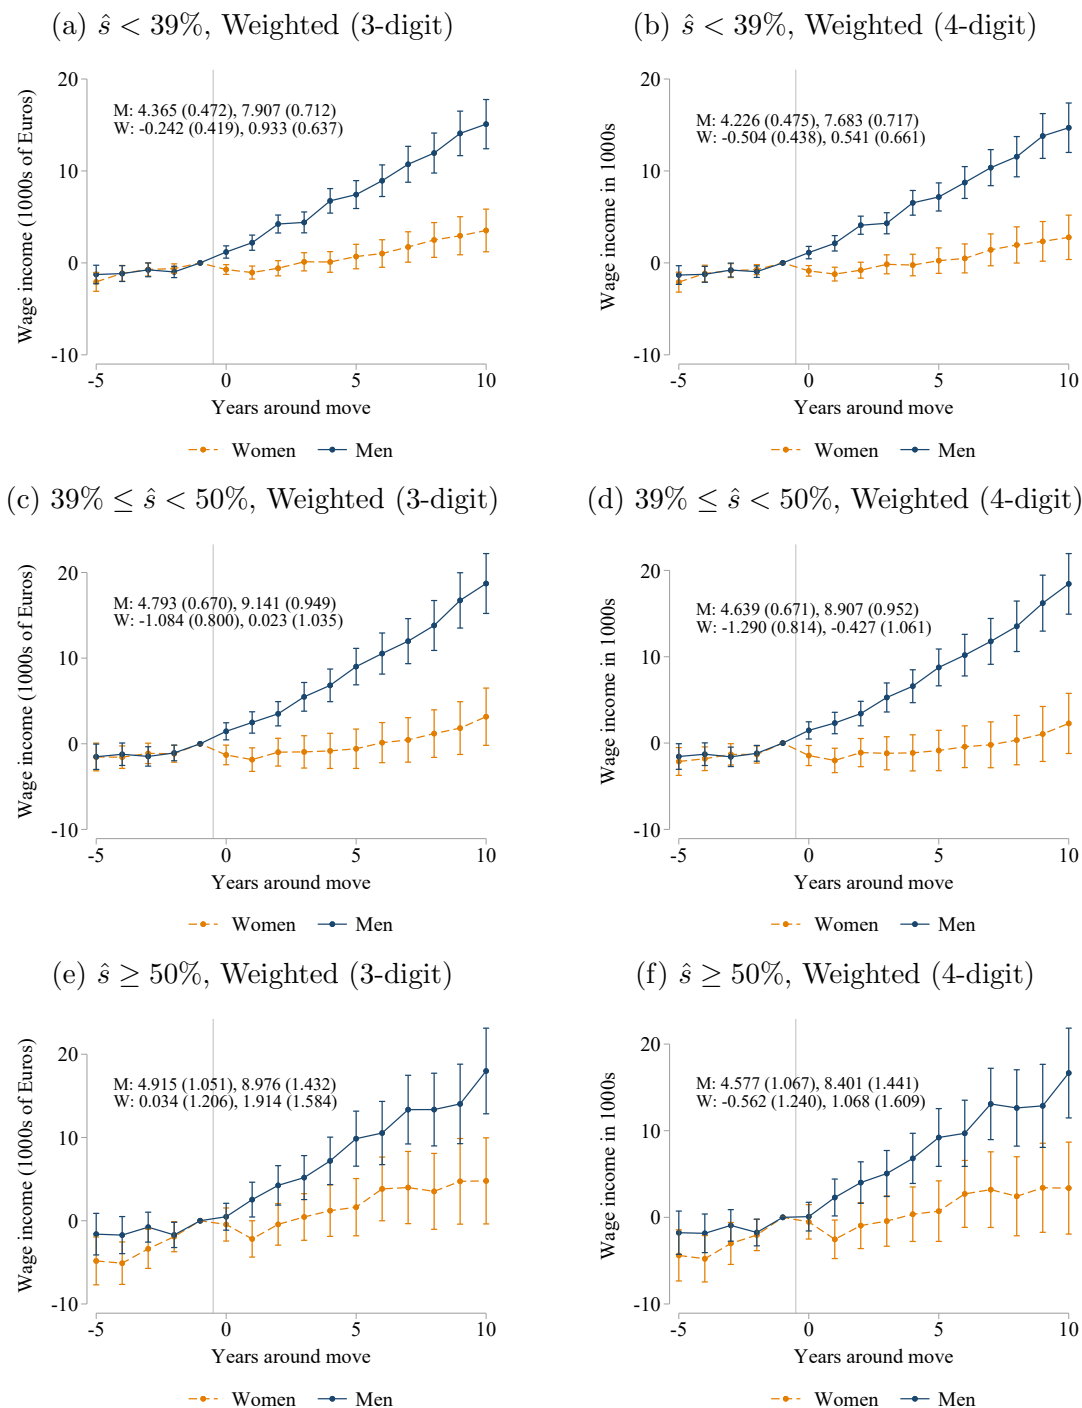 (a) ŝ < 39%, Weighted (3-digit)
Wage income (1000s of Euros)
20
10
0
-10
M: 4.365 (0.472), 7.907 (0.712)
W: -0.242 (0.419), 0.933 (0.637)
-5 0 5 10
Years around move
Women Men
(b) ŝ < 39%, Weighted (4-digit)
Wage income in 1000s
20
10
0
-10
M: 4.226 (0.475), 7.683 (0.717)
W: -0.504 (0.438), 0.541 (0.661)
-5 0 5 10
Years around move
Women Men
(c) 39% ≤ ŝ < 50%, Weighted (3-digit)
Wage income (1000s of Euros)
20
10
0
-10
M: 4.793 (0.670), 9.141 (0.949)
W: -1.084 (0.800), 0.023 (1.035)
-5 0 5 10
Years around move
Women Men
(d) 39% ≤ ŝ < 50%, Weighted (4-digit)
Wage income in 1000s
20
10
0
-10
M: 4.639 (0.671), 8.907 (0.952)
W: -1.290 (0.814), -0.427 (1.061)
-5 0 5 10
Years around move
Women Men
(e) ŝ ≥ 50%, Weighted (3-digit)
Wage income (1000s of Euros)
20
10
0
-10
M: 4.915 (1.051), 8.976 (1.432)
W: 0.034 (1.206), 1.914 (1.584)
-5 0 5 10
Years around move
Women Men
(f) ŝ ≥ 50%, Weighted (4-digit)
Wage income in 1000s
20
10
0
-10
M: 4.577 (1.067), 8.401 (1.441)
W: -0.562 (1.240), 1.068 (1.609)
-5 0 5 10
Years around move
Women Men